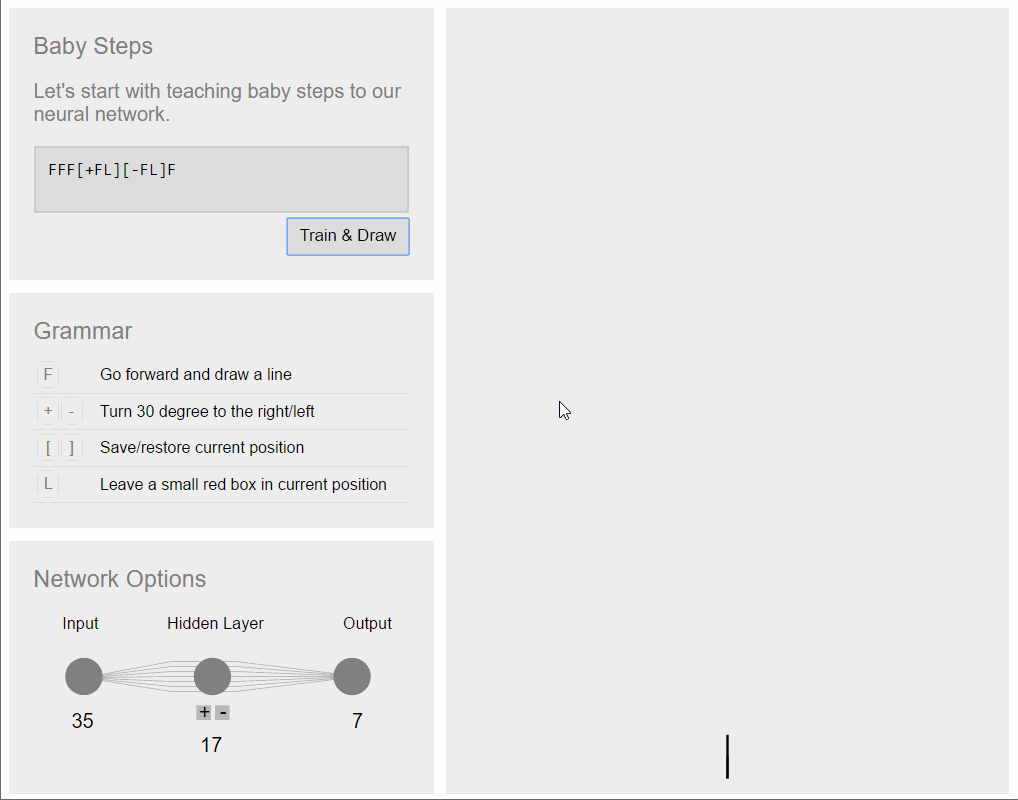 Baby Steps
Let's start with teaching baby steps to our
neural network.
FFF[+FL][-FL]F
Train & Draw
Grammar
F Go forward and draw a line
+ - Turn 30 degree to the right/left
[ ] Save/restore current position
L Leave a small red box in current position
Network Options
Input Hidden Layer Output
+ -
35 7
17